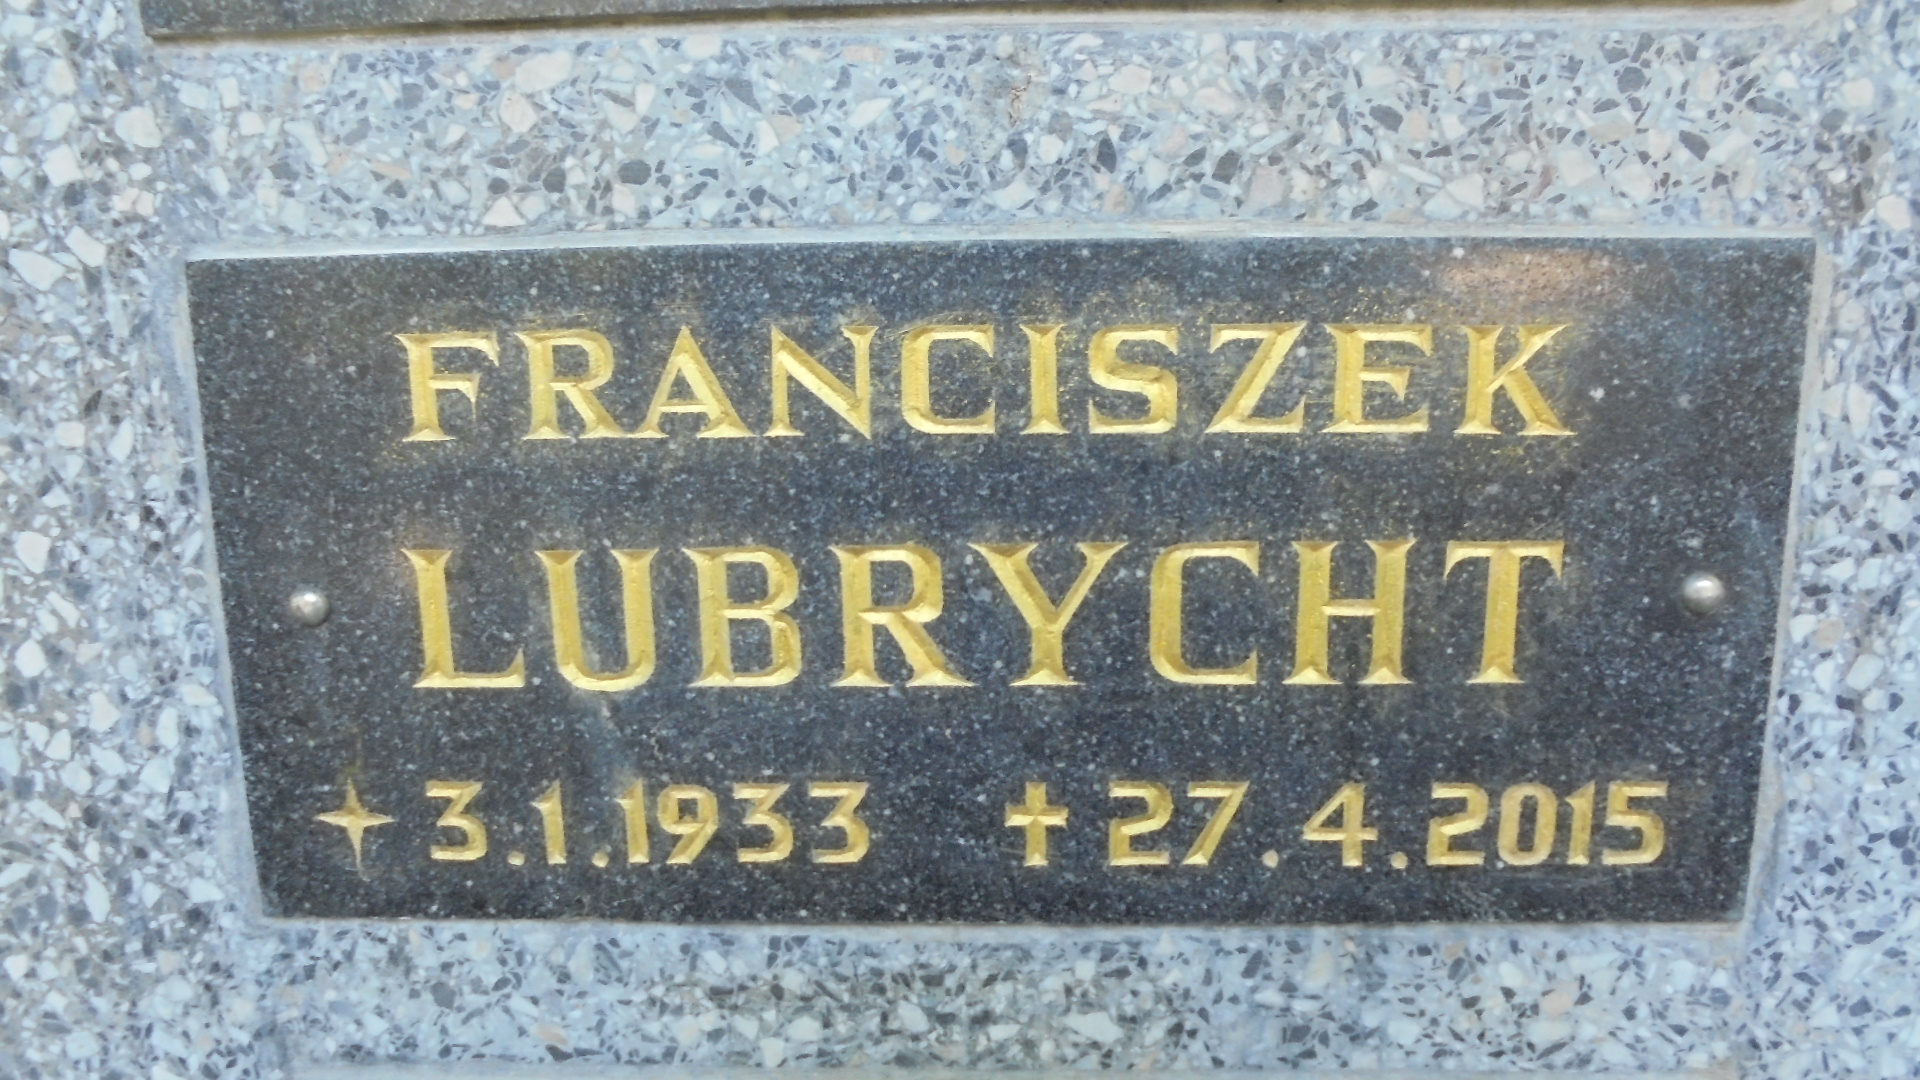 FRANCISZEK
LUBRYCHT
3.1.1933 ✝ 27.4.2015